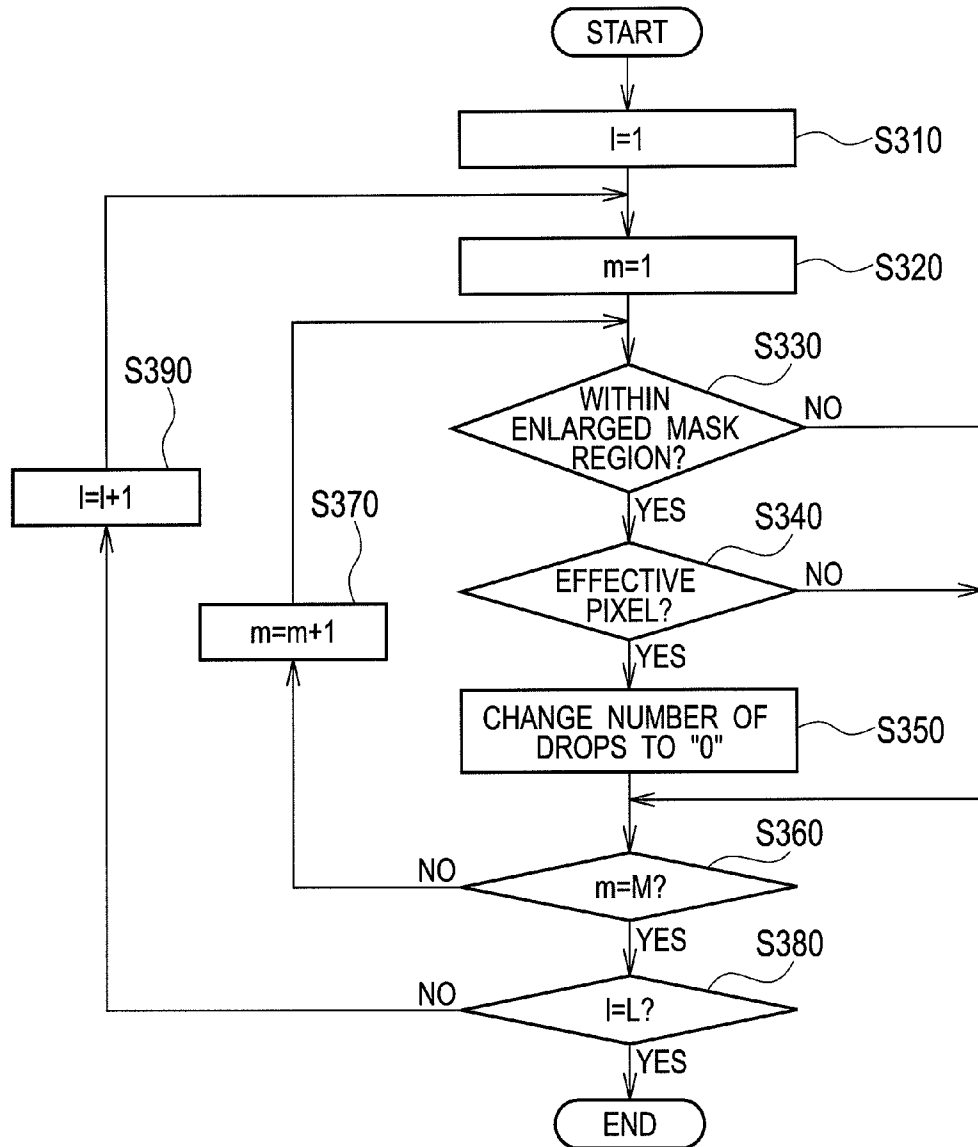 START
l=1
S310
m=1
S320
S330
WITHIN
ENLARGED MASK
REGION?
NO
YES
S390
l=l+1
S370
m=m+1
S340
EFFECTIVE
PIXEL?
NO
YES
CHANGE NUMBER OF
DROPS TO "0"
S350
S360
m=M?
NO
YES
S380
l=L?
NO
YES
END